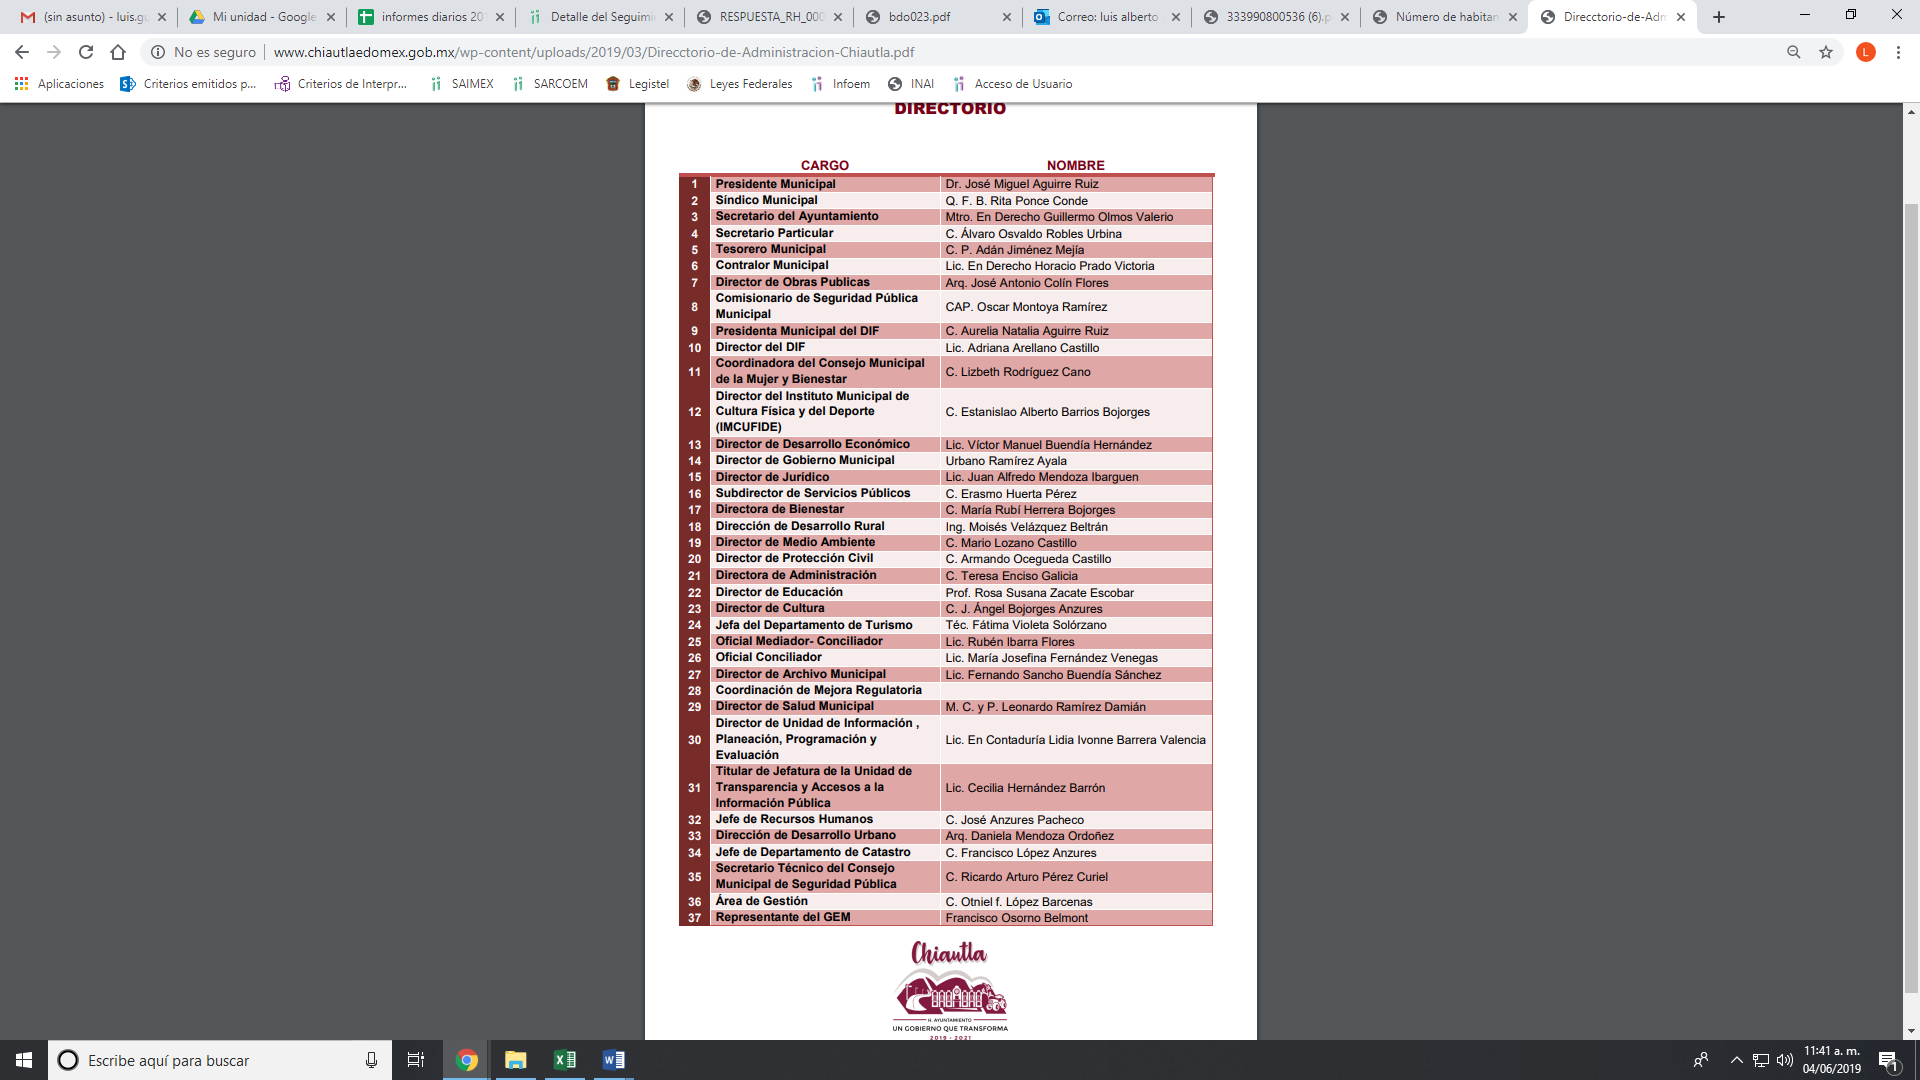 (sin asunto) - luis.gu
Mi unidad - Google
informes diarios 201
Detalle del Seguimie
RESPUESTA_RH_000
bdo023.pdf
Correo: luis alberto
333990800536 (6).p
Número de habitan
Direcctorio-de-Adm
No es seguro
www.chiautlaedomex.gob.mx/wp-content/uploads/2019/03/Direcctorio-de-Administracion-Chiautla.pdf
L
Aplicaciones
Criterios emitidos p...
Criterios de Interpr...
SAIMEX
SARCOEM
Legistel
Leyes Federales
Infoem
INAI
Acceso de Usuario
DIRECTORIO
CARGO NOMBRE
1 Presidente Municipal Dr. José Miguel Aguirre Ruiz
2 Síndico Municipal Q. F. B. Rita Ponce Conde
3 Secretario del Ayuntamiento Mtro. En Derecho Guillermo Olmos Valerio
4 Secretario Particular C. Álvaro Osvaldo Robles Urbina
5 Tesorero Municipal C. P. Adán Jiménez Mejía
6 Contralor Municipal Lic. En Derecho Horacio Prado Victoria
7 Director de Obras Publicas Arq. José Antonio Colín Flores
8 Comisionario de Seguridad Pública
Municipal CAP. Oscar Montoya Ramírez
9 Presidenta Municipal del DIF C. Aurelia Natalia Aguirre Ruiz
10 Director del DIF Lic. Adriana Arellano Castillo
11 Coordinadora del Consejo Municipal
de la Mujer y Bienestar C. Lizbeth Rodríguez Cano
12 Director del Instituto Municipal de
Cultura Física y del Deporte
(IMCUFIDE) C. Estanislao Alberto Barrios Bojorges
13 Director de Desarrollo Económico Lic. Víctor Manuel Buendía Hernández
14 Director de Gobierno Municipal Urbano Ramírez Ayala
15 Director de Jurídico Lic. Juan Alfredo Mendoza Ibarguen
16 Subdirector de Servicios Públicos C. Erasmo Huerta Pérez
17 Directora de Bienestar C. María Rubí Herrera Bojorges
18 Dirección de Desarrollo Rural Ing. Moisés Velázquez Beltrán
19 Director de Medio Ambiente C. Mario Lozano Castillo
20 Director de Protección Civil C. Armando Ocegueda Castillo
21 Directora de Administración C. Teresa Enciso Galicia
22 Director de Educación Prof. Rosa Susana Zacate Escobar
23 Director de Cultura C. J. Ángel Bojorges Anzures
24 Jefa del Departamento de Turismo Téc. Fátima Violeta Solórzano
25 Oficial Mediador- Conciliador Lic. Rubén Ibarra Flores
26 Oficial Conciliador Lic. María Josefina Fernández Venegas
27 Director de Archivo Municipal Lic. Fernando Sancho Buendía Sánchez
28 Coordinación de Mejora Regulatoria
29 Director de Salud Municipal M. C. y P. Leonardo Ramírez Damián
30 Director de Unidad de Información ,
Planeación, Programación y
Evaluación Lic. En Contaduría Lidia Ivonne Barrera Valencia
31 Titular de Jefatura de la Unidad de
Transparencia y Accesos a la
Información Pública Lic. Cecilia Hernández Barrón
32 Jefe de Recursos Humanos C. José Anzures Pacheco
33 Dirección de Desarrollo Urbano Arq. Daniela Mendoza Ordoñez
34 Jefe de Departamento de Catastro C. Francisco López Anzures
35 Secretario Técnico del Consejo
Municipal de Seguridad Pública C. Ricardo Arturo Pérez Curiel
36 Área de Gestión C. Otniel f. López Barcenas
37 Representante del GEM Francisco Osorno Belmont
Chiautla
H. AYUNTAMIENTO
UN GOBIERNO QUE TRANSFORMA
2019 - 2021
Escribe aquí para buscar
11:41 a. m.
04/06/2019
1